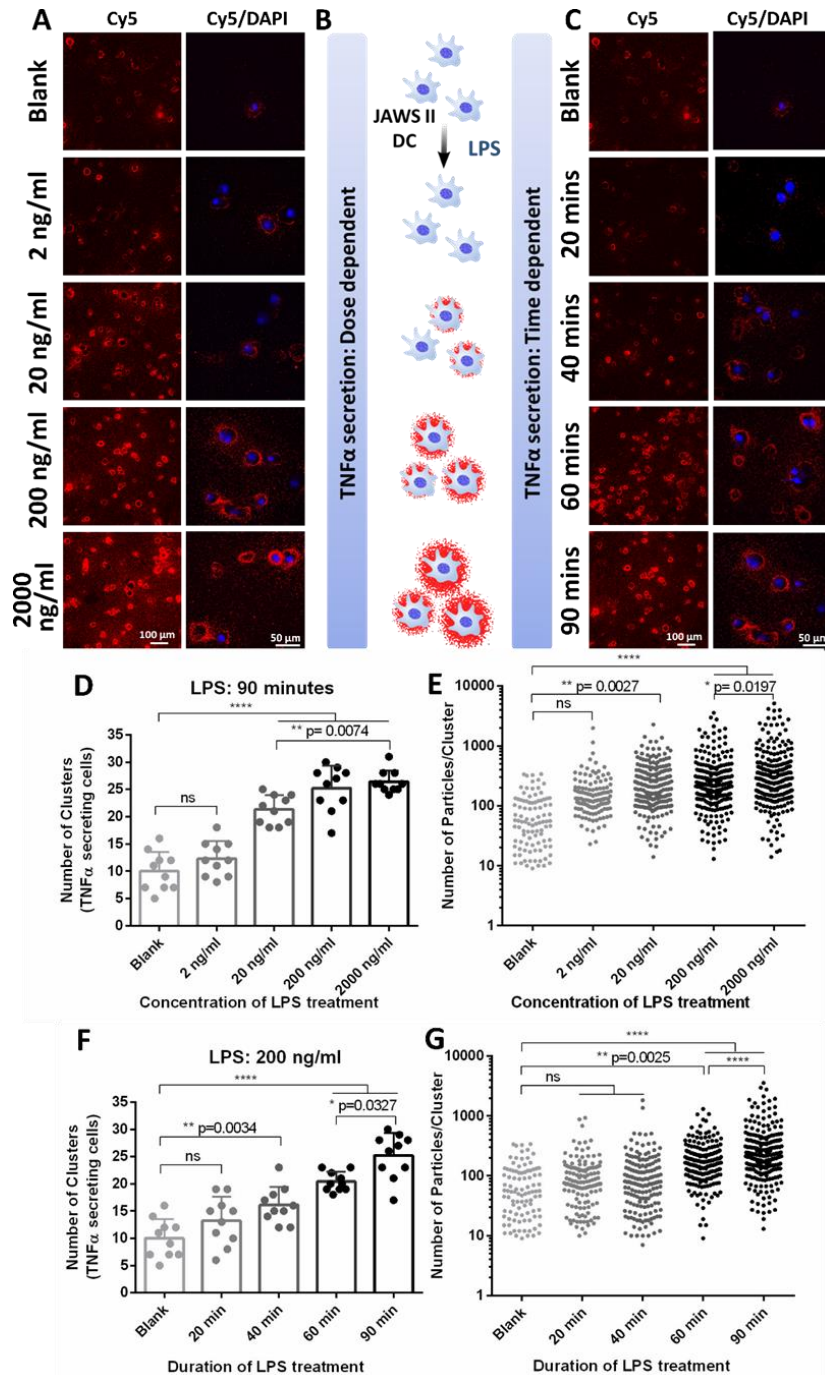 A
Cy5
Cy5/DAPI
B
C
Cy5
Cy5/DAPI
Blank
2 ng/ml
20 ng/ml
200 ng/ml
2000
ng/ml
100 µm
50 µm
TNFα secretion: Dose dependent
JAWS II
DC
LPS
TNFα secretion: Time dependent
Blank
20 mins
40 mins
60 mins
90 mins
100 µm
50 µm
D
LPS: 90 minutes
****
** p= 0.0074
ns
Number of Clusters
(TNFα secreting cells)
35
30
25
20
15
10
5
0
Blank
2 ng/ml
20 ng/ml
200 ng/ml
2000 ng/ml
Concentration of LPS treatment
E
****
** p= 0.0027
* p= 0.0197
ns
Number of Particles/Cluster
10000
1000
100
10
1
Blank
2 ng/ml
20 ng/ml
200 ng/ml
2000 ng/ml
Concentration of LPS treatment
F
LPS: 200 ng/ml
****
* p=0.0327
** p=0.0034
ns
Number of Clusters
(TNFα secreting cells)
35
30
25
20
15
10
5
0
Blank
20 min
40 min
60 min
90 min
Duration of LPS treatment
G
****
** p=0.0025
****
ns
Number of Particles/Cluster
10000
1000
100
10
1
Blank
20 min
40 min
60 min
90 min
Duration of LPS treatment